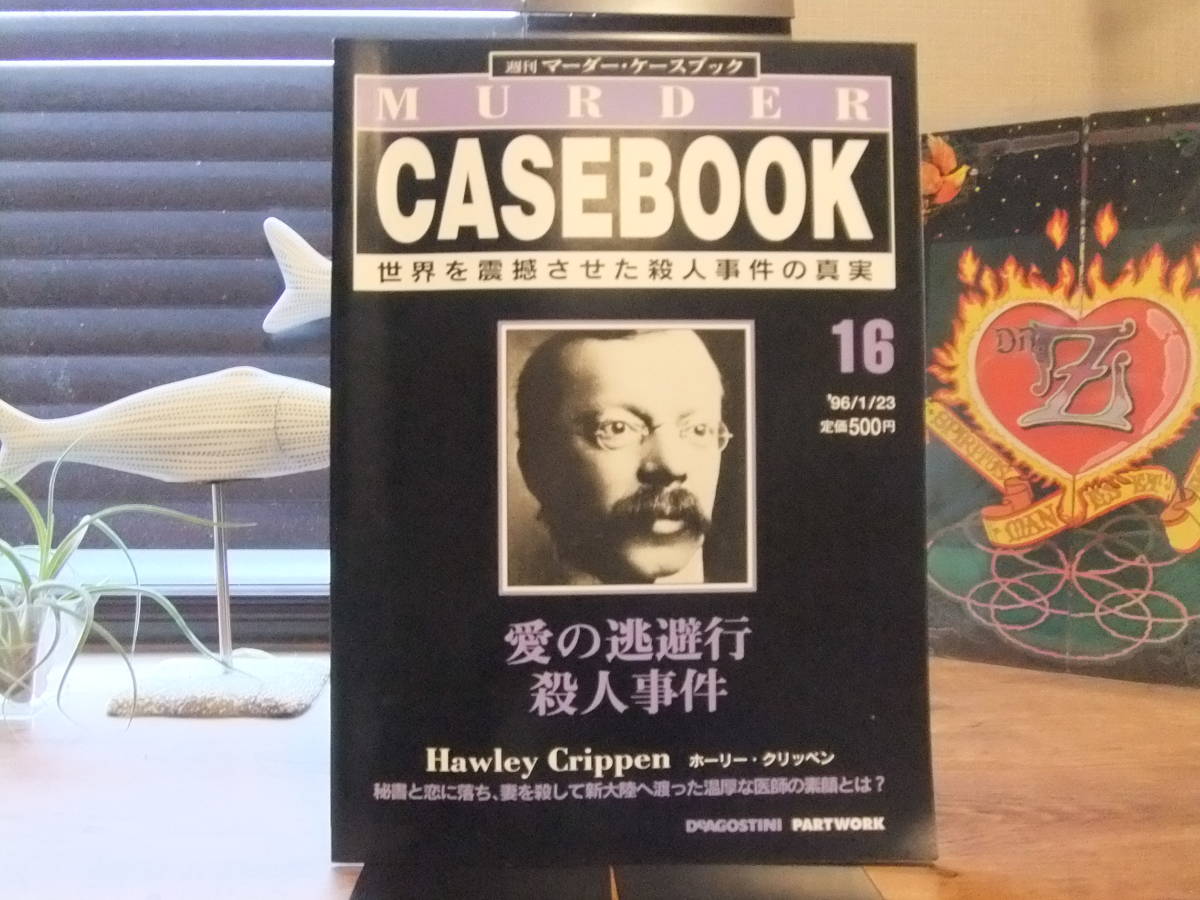 週刊 マーダー・ケースブック
MURDER
CASEBOOK
世界を震撼させた殺人事件の真実
16
'96/1/23
定価500円
愛の逃避行
殺人事件
Hawley Crippen ホーリー・クリッペン
秘書と恋に落ち、妻を殺して新大陸へ渡った温厚な医師の素顔とは?
DeAGOSTINI PARTWORK
Dr.
Z